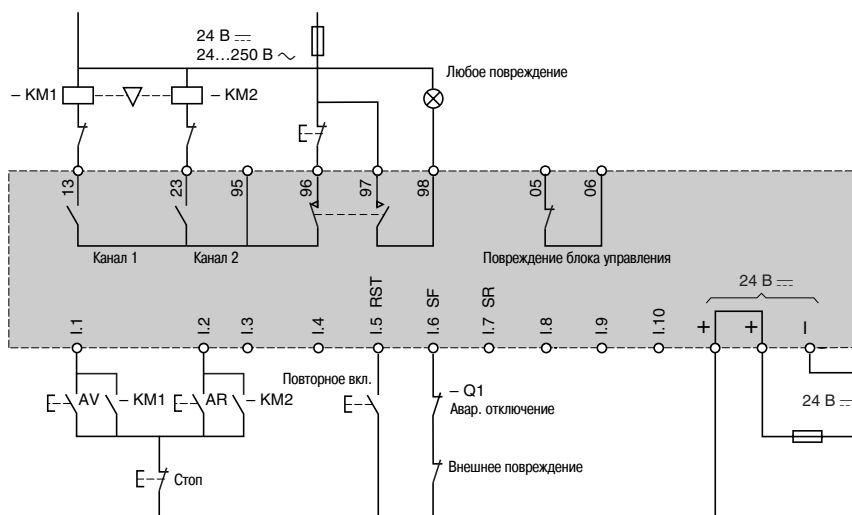 24 В ⎓
24...250 В ∼
Любое повреждение
– KM1
– KM2
13
23
95
96
97
98
05
06
Канал 1
Канал 2
Повреждение блока управления
24 В ⎓
I.1
I.2
I.3
I.4
I.5 RST
I.6 SF
I.7 SR
I.8
I.9
I.10
+
+
I
Повторное вкл.
– Q1
AV
– KM1
AR
– KM2
Авар. отключение
24 В ⎓
Внешнее повреждение
Стоп